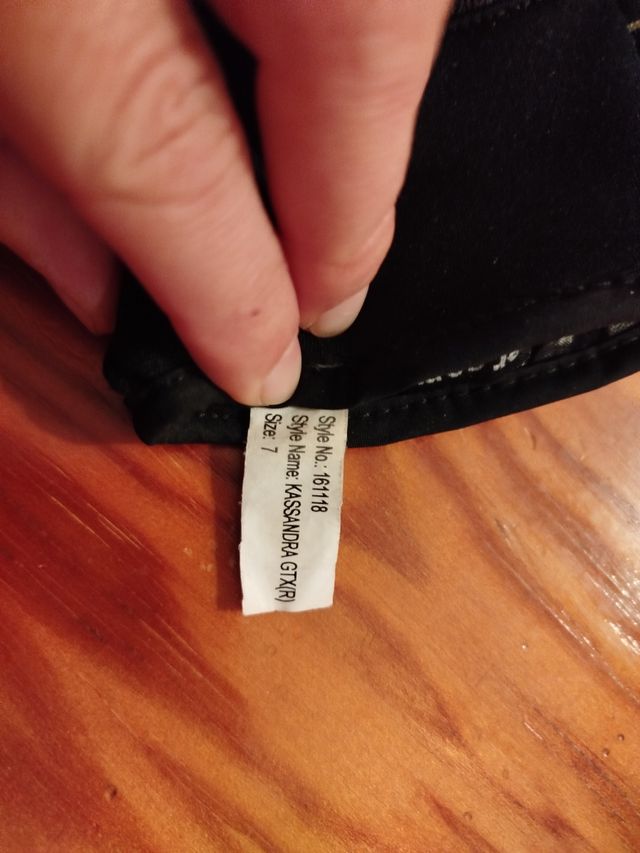 Style No.: 161118
Style Name: KASSANDRA GTX(R)
Size: 7